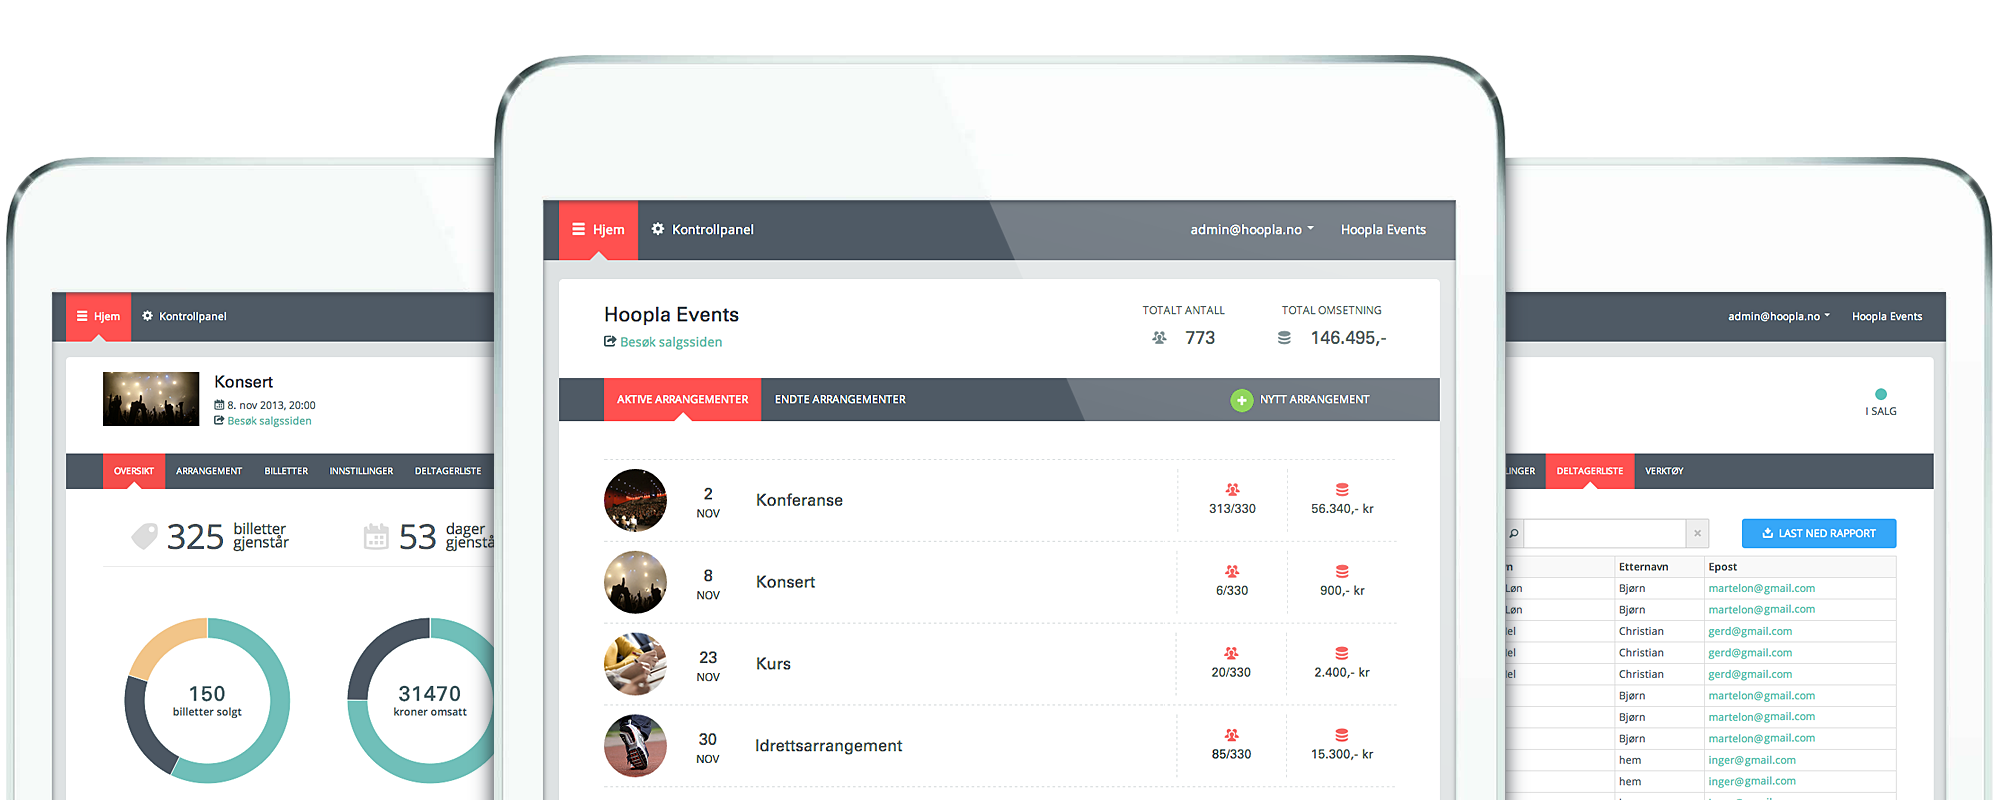 Hjem
Kontrollpanel
Konsert
8. nov 2013, 20:00
Besøk salgssiden
OVERSIKT ARRANGEMENT BILLETTER INNSTILLINGER DELTAGERLISTE
325 billetter gjenstår
53 dager
150
billetter solgt
31470
kroner omsatt
Hjem
Kontrollpanel
admin@hoopla.no
Hoopla Events
Hoopla Events
Besøk salgssiden
TOTALT ANTALL
773
TOTAL OMSETNING
146.495,-
AKTIVE ARRANGEMENTER
ENDTE ARRANGEMENTER
NYTT ARRANGEMENT
2 NOV Konferanse 313/330 56.340,- kr
8 NOV Konsert 6/330 900,- kr
23 NOV Kurs 20/330 2.400,- kr
30 NOV Idrettsarrangement 85/330 15.300,- kr
admin@hoopla.no
Hoopla Events
I SALG
LINGER DELTAGERLISTE VERKTØY
LAST NED RAPPORT
Etternavn Epost
Løn Bjørn martelon@gmail.com
Løn Bjørn martelon@gmail.com
Christian gerd@gmail.com
Christian gerd@gmail.com
Christian gerd@gmail.com
Bjørn martelon@gmail.com
Bjørn martelon@gmail.com
Bjørn martelon@gmail.com
hem inger@gmail.com
hem inger@gmail.com